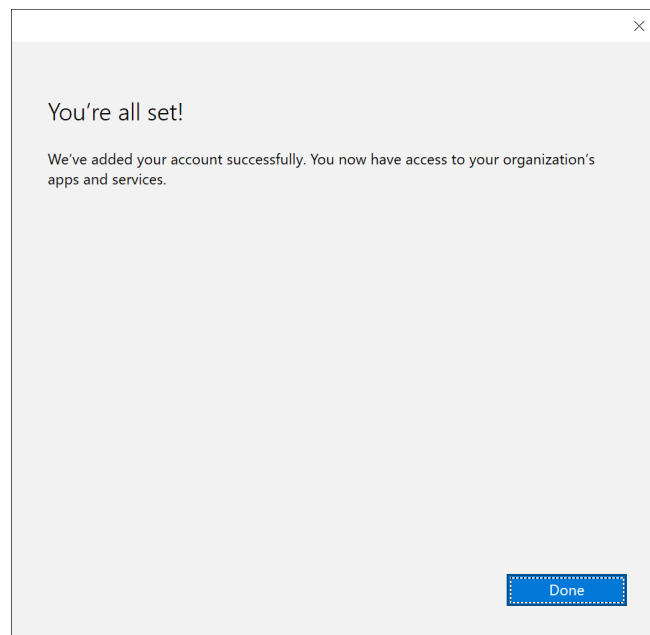 You’re all set!
We’ve added your account successfully. You now have access to your organization’s
apps and services.
Done